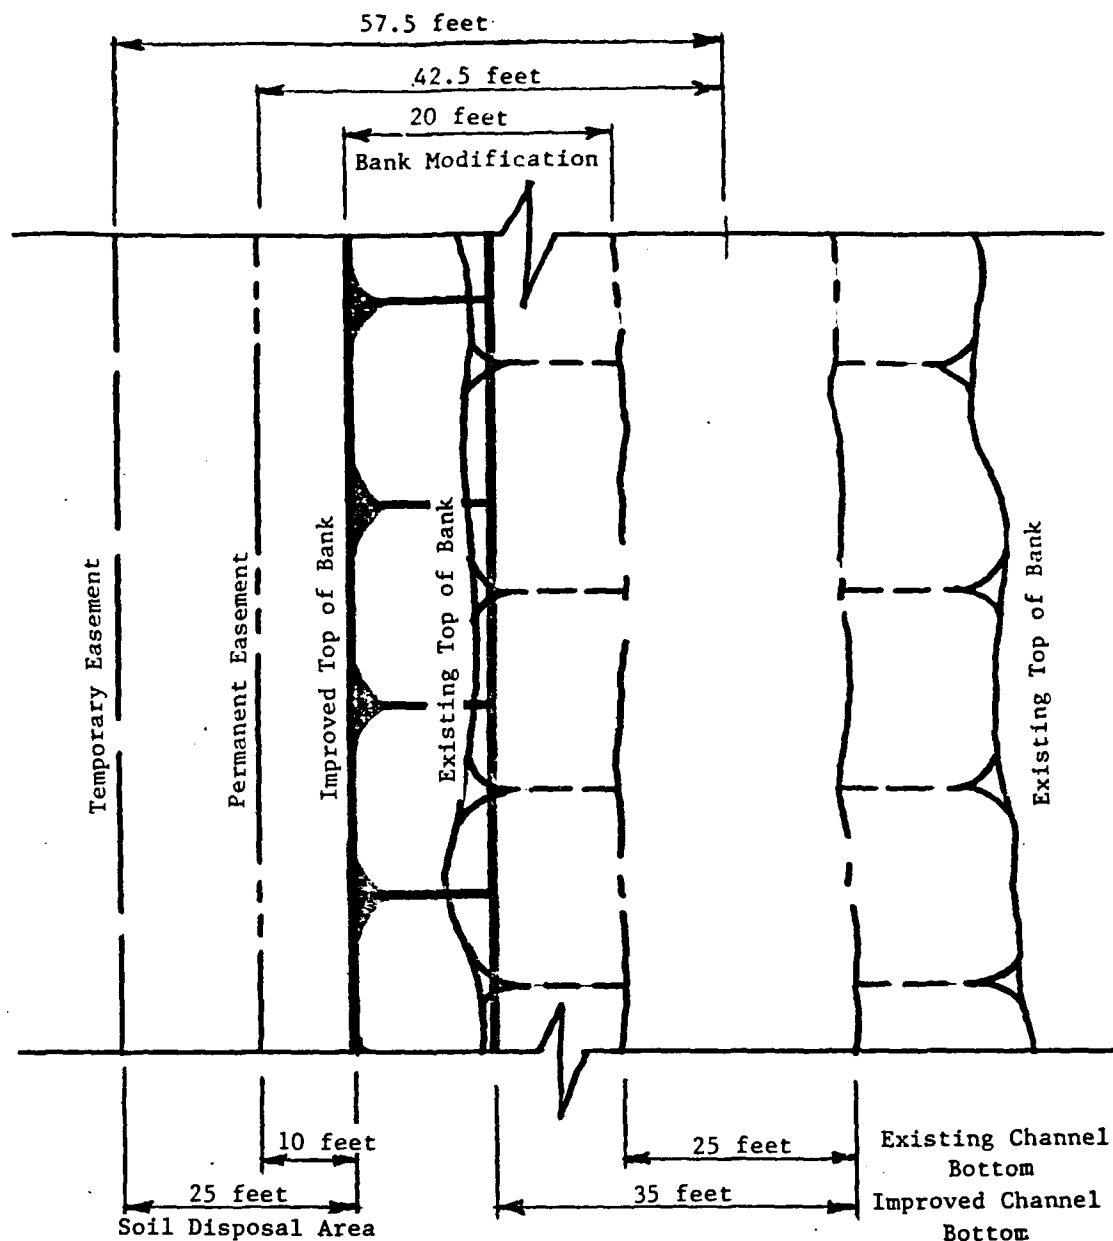 57.5 feet
42.5 feet
20 feet
Bank Modification
Temporary Easement
Permanent Easement
Improved Top of Bank
Existing Top of Bank
Existing Top of Bank
10 feet
25 feet
Soil Disposal Area
25 feet
35 feet
Existing Channel
Bottom
Improved Channel
Bottom